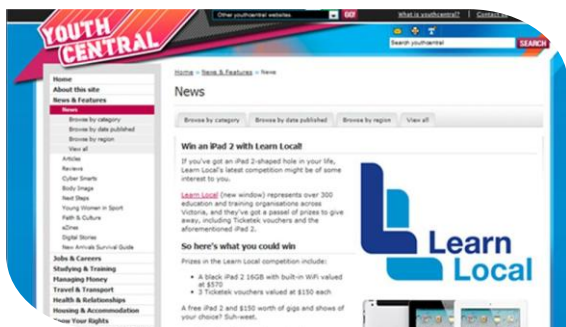 YOUTH
CENTRAL
Other youthcentral websites
GO!
What is youthcentral?
Contact
Search youthcentral
SEARCH
Home
About this site
News & Features
News
Browse by category
Browse by date published
Browse by region
View all
Articles
Reviews
Cyber Smarts
Body Image
Next Steps
Young Women in Sport
Faith & Culture
eZines
Digital Stories
New Arrivals Survival Guide
Jobs & Careers
Studying & Training
Managing Money
Travel & Transport
Health & Relationships
Housing & Accommodation
Know Your Rights
Home » News & Features » News
News
Browse by category
Browse by date published
Browse by region
View all
Win an iPad 2 with Learn Local!
If you've got an iPad 2-shaped hole in your life,
Learn Local's latest competition might be of some
interest to you.
Learn Local (new window) represents over 300
education and training organisations across
Victoria, and they've got a passel of prizes to give
away, including Ticketek vouchers and the
aforementioned iPad 2.
So here's what you could win
Prizes in the Learn Local competition include:
• A black iPad 2 16GB with built-in WiFi valued
at $570
• 3 Ticketek vouchers valued at $150 each
A free iPad 2 and $150 worth of gigs and shows of
your choice? Suh-weet.
Learn
Local